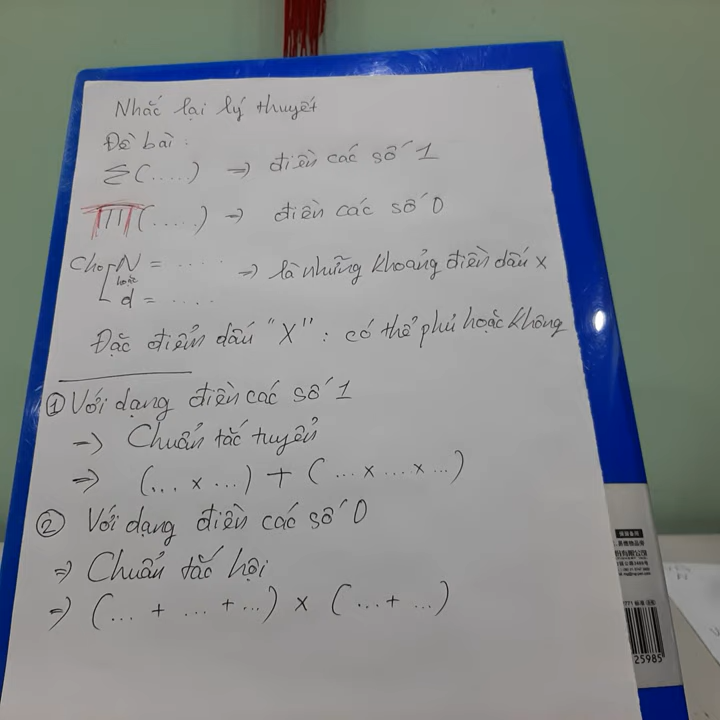 Nhắc lại lý thuyết
Đề bài:
Σ(.....) => điền các số 1
Π(.....) => điền các số 0
Cho N = .... => là những khoảng điền dấu x
hoặc
d = ....
Đặc điểm dấu "X" : có thể phủ hoặc không
① Với dạng điền các số 1
=> Chuẩn tắc tuyển
=> (... x ...) + (... x ... x ...)
② Với dạng điền các số 0
=> Chuẩn tắc hội
=> (... + ... + ...) x (... + ...)
25985